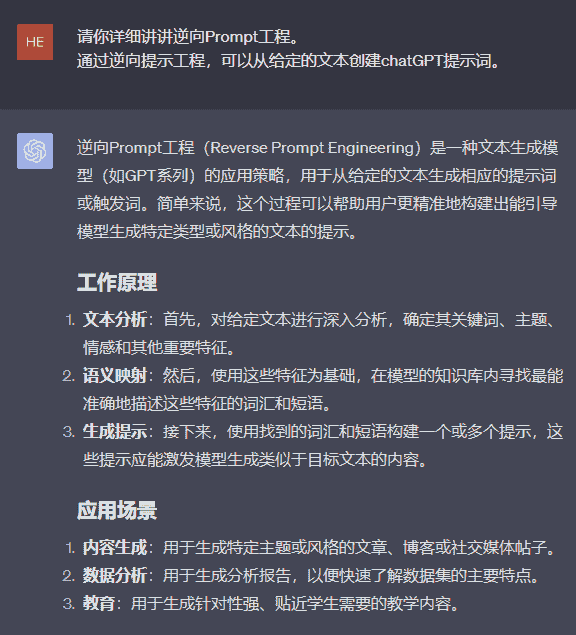 HE
请你详细讲讲逆向Prompt工程。
通过逆向提示工程，可以从给定的文本创建chatGPT提示词。
逆向Prompt工程（Reverse Prompt Engineering）是一种文本生成模
型（如GPT系列）的应用策略，用于从给定的文本生成相应的提示词
或触发词。简单来说，这个过程可以帮助用户更精准地构建出能引导
模型生成特定类型或风格的文本的提示。
工作原理
1. 文本分析：首先，对给定文本进行深入分析，确定其关键词、主题、
情感和其他重要特征。
2. 语义映射：然后，使用这些特征为基础，在模型的知识库内寻找最能
准确地描述这些特征的词汇和短语。
3. 生成提示：接下来，使用找到的词汇和短语构建一个或多个提示，这
些提示应能激发模型生成类似于目标文本的内容。
应用场景
1. 内容生成：用于生成特定主题或风格的文章、博客或社交媒体帖子。
2. 数据分析：用于生成分析报告，以便快速了解数据集的主要特点。
3. 教育：用于生成针对性强、贴近学生需要的教学内容。